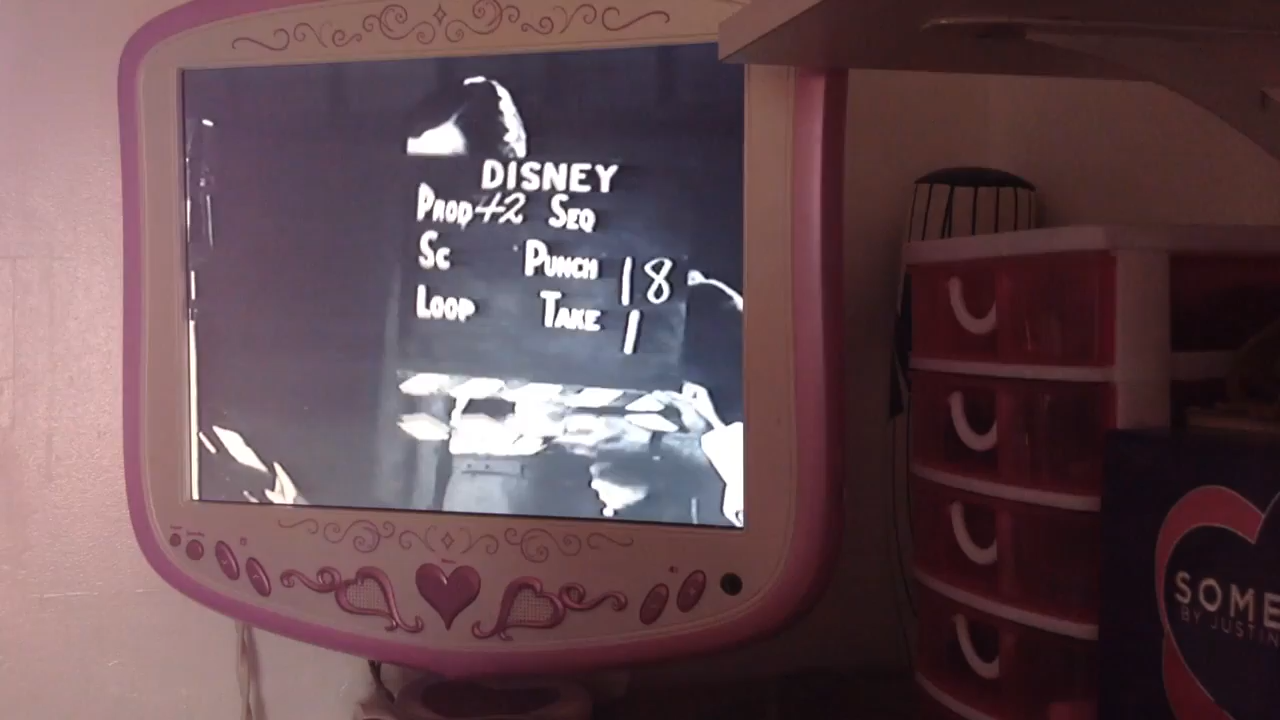 DISNEY
PROD 42 SEQ
SC PUNCH 18
LOOP TAKE 1
SOME
BY JUSTIN